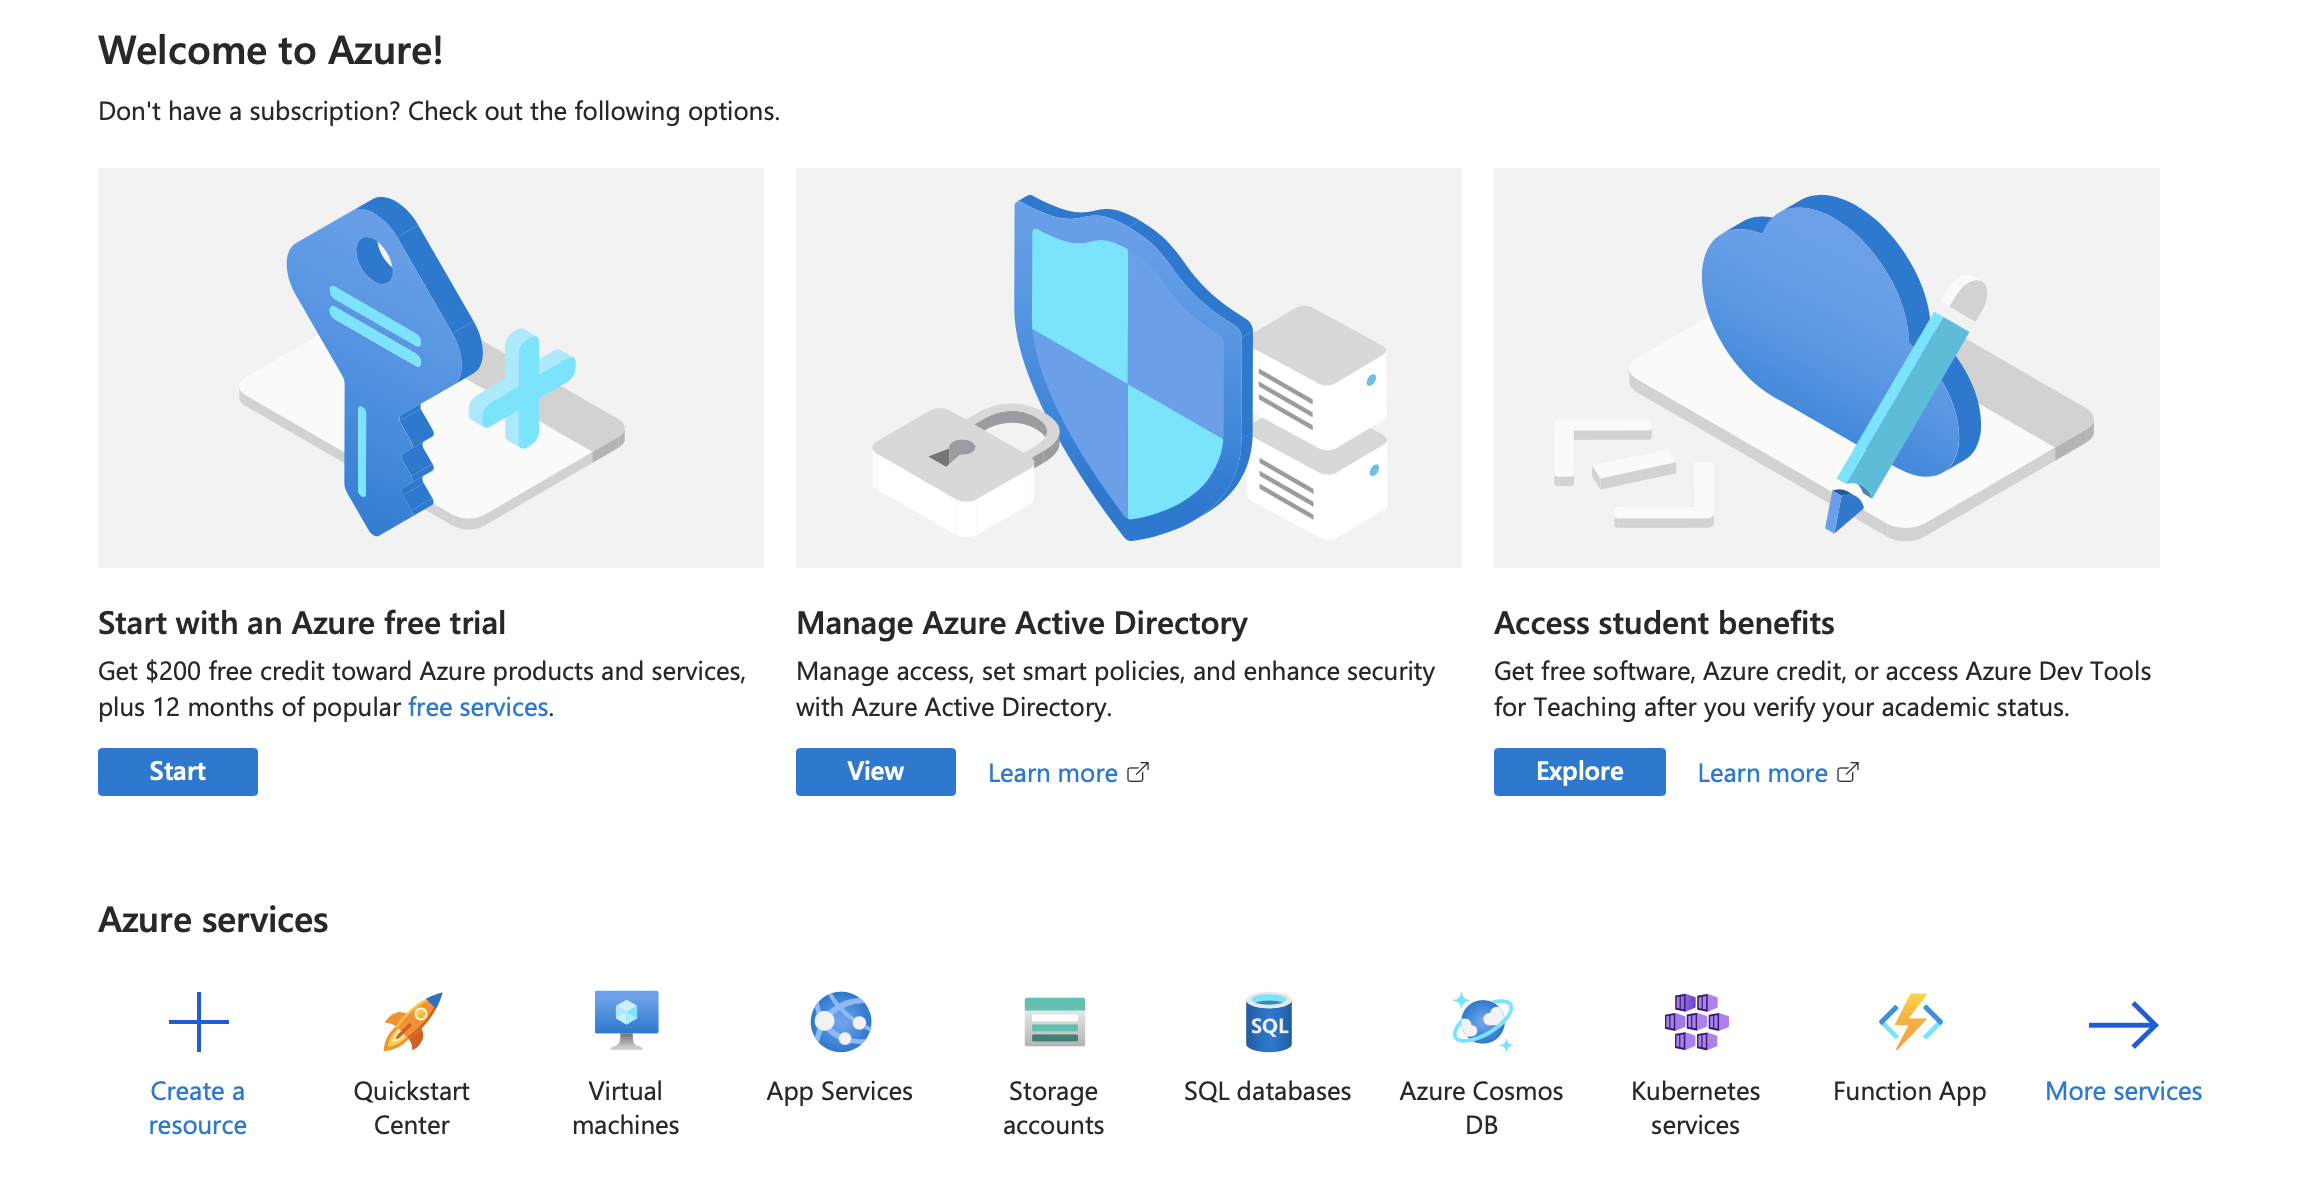 Welcome to Azure!
Don't have a subscription? Check out the following options.
Start with an Azure free trial
Get $200 free credit toward Azure products and services,
plus 12 months of popular free services.
Start
Manage Azure Active Directory
Manage access, set smart policies, and enhance security
with Azure Active Directory.
View
Learn more
Access student benefits
Get free software, Azure credit, or access Azure Dev Tools
for Teaching after you verify your academic status.
Explore
Learn more
Azure services
Create a
resource
Quickstart
Center
Virtual
machines
App Services
Storage
accounts
SQL
SQL databases
Azure Cosmos
DB
Kubernetes
services
Function App
More services